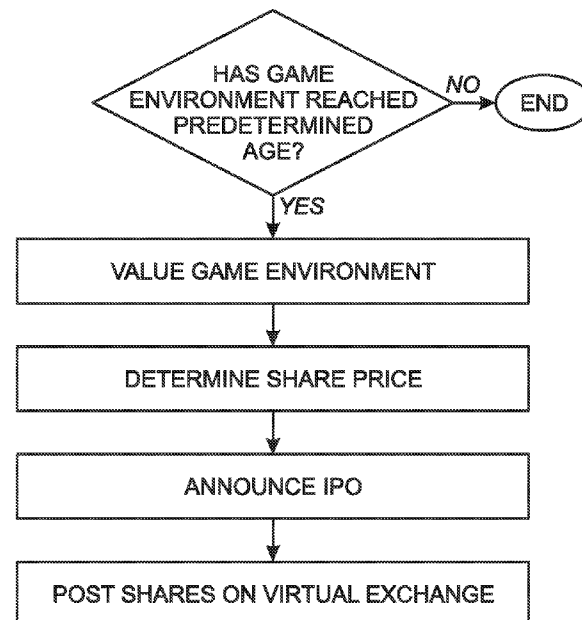 HAS GAME
ENVIRONMENT REACHED
PREDETERMINED
AGE?
NO
END
YES
VALUE GAME ENVIRONMENT
DETERMINE SHARE PRICE
ANNOUNCE IPO
POST SHARES ON VIRTUAL EXCHANGE